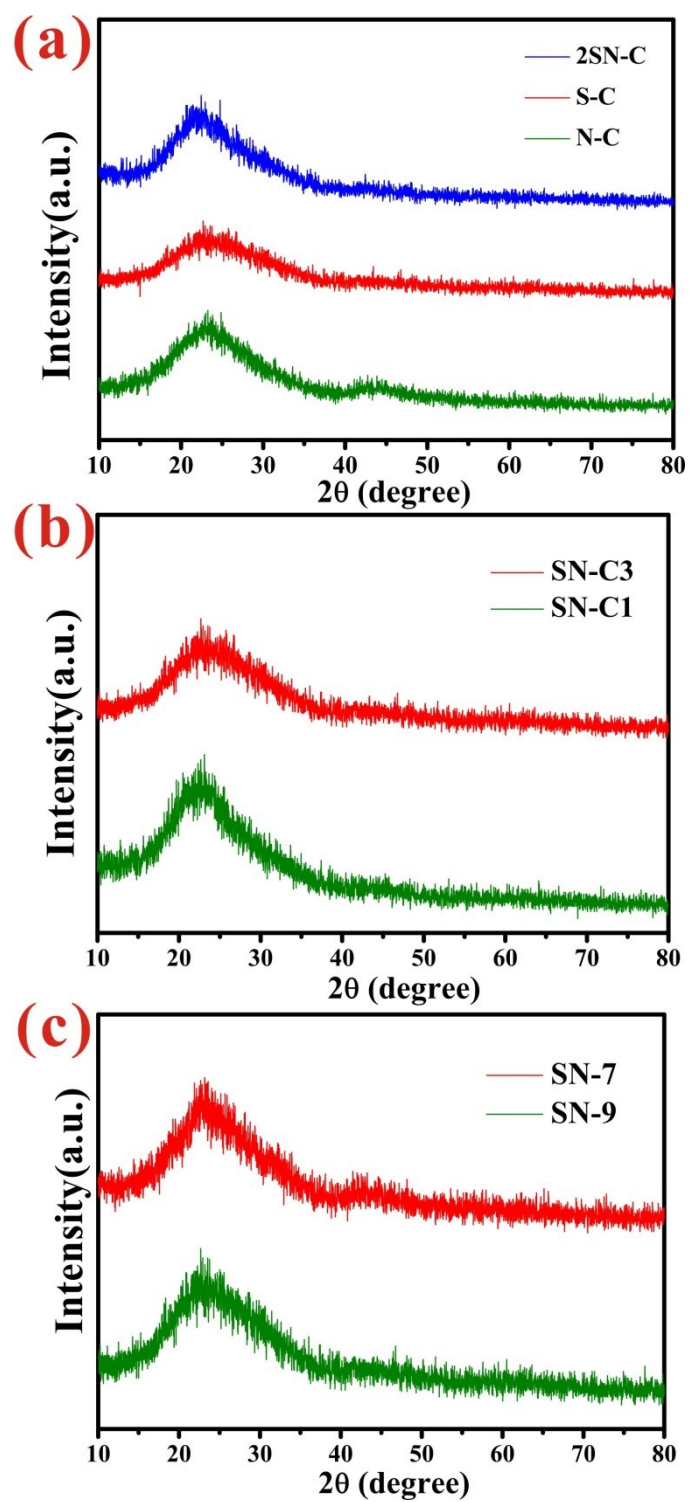 (a)
2SN-C
S-C
N-C
Intensity(a.u.)
10 20 30 40 50 60 70 80
2θ (degree)
(b)
SN-C3
SN-C1
Intensity(a.u.)
10 20 30 40 50 60 70 80
2θ (degree)
(c)
SN-7
SN-9
Intensity(a.u.)
10 20 30 40 50 60 70 80
2θ (degree)